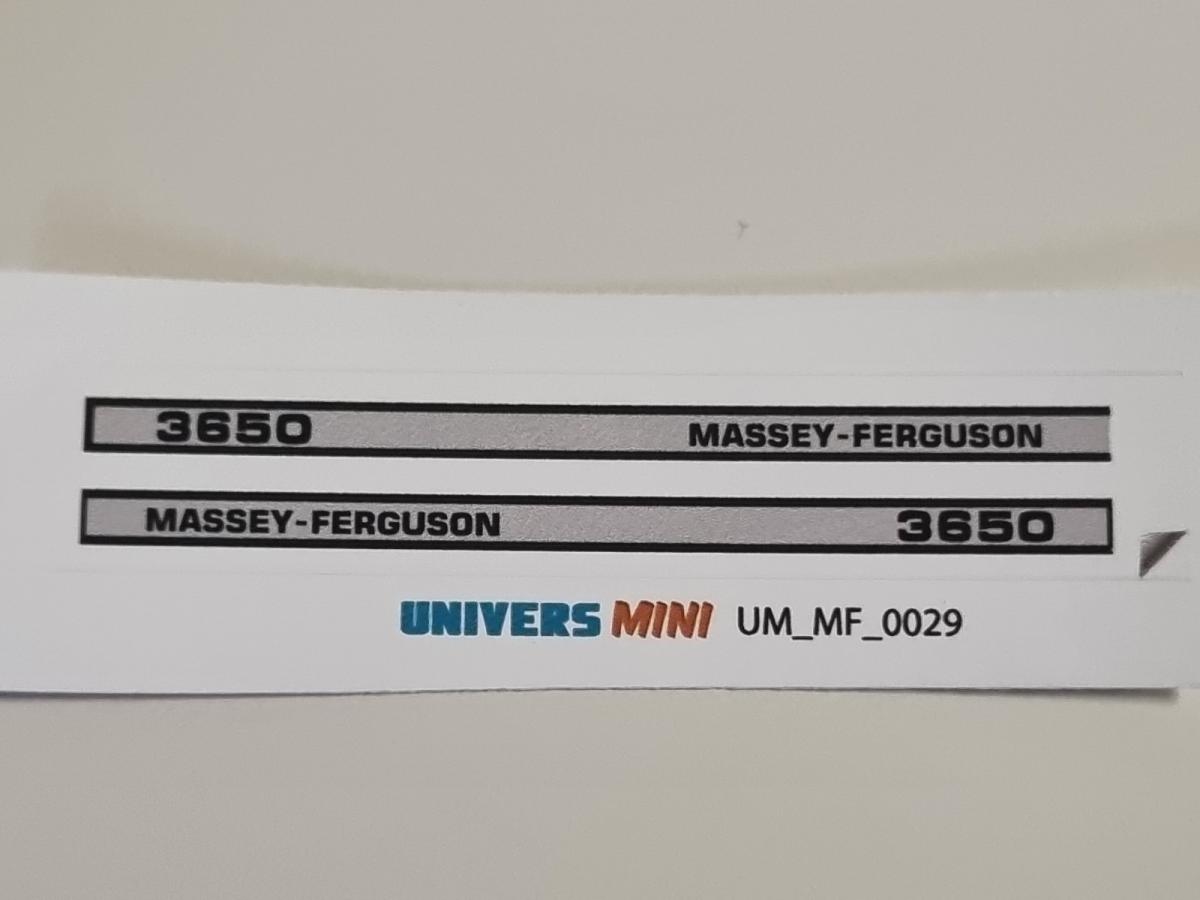 3650 MASSEY-FERGUSON
MASSEY-FERGUSON 3650
UNIVERS MINI UM_MF_0029